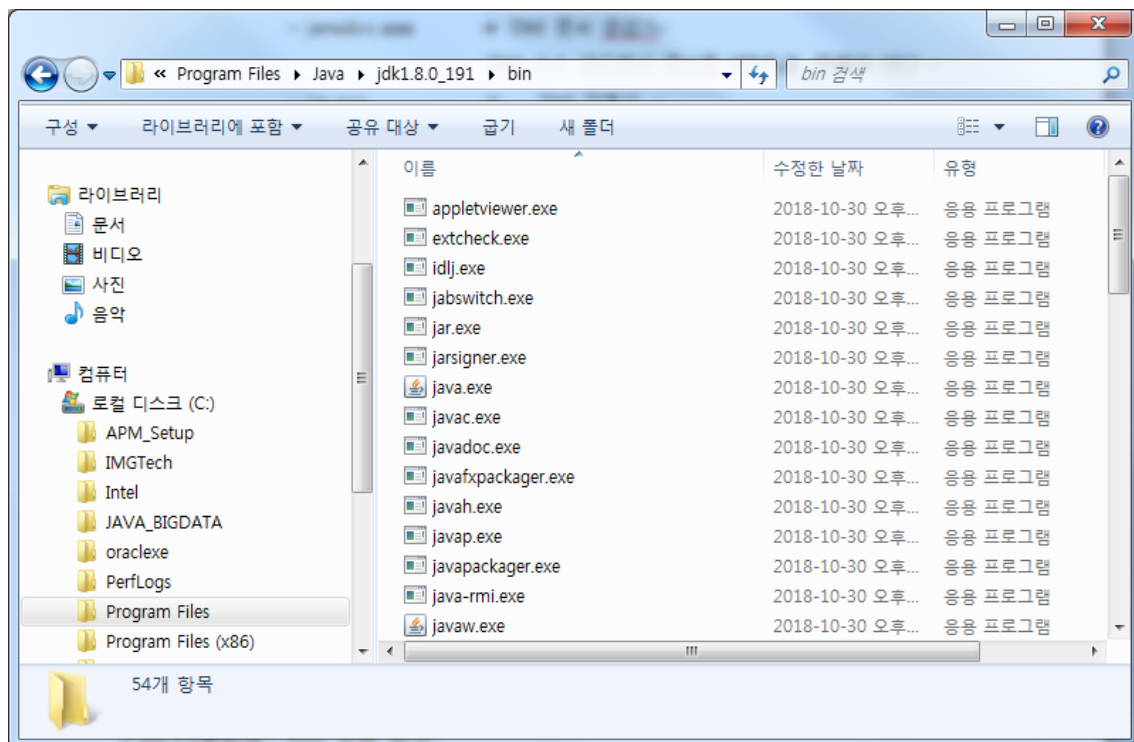 « Program Files ▸ Java ▸ jdk1.8.0_191 ▸ bin
bin 검색
구성 라이브러리에 포함 공유 대상 굽기 새 폴더
이름 수정한 날짜 유형
라이브러리
문서
비디오
사진
음악
컴퓨터
로컬 디스크 (C:)
APM_Setup
IMGTech
Intel
JAVA_BIGDATA
oraclexe
PerfLogs
Program Files
Program Files (x86)
appletviewer.exe 2018-10-30 오후... 응용 프로그램
extcheck.exe 2018-10-30 오후... 응용 프로그램
idlj.exe 2018-10-30 오후... 응용 프로그램
jabswitch.exe 2018-10-30 오후... 응용 프로그램
jar.exe 2018-10-30 오후... 응용 프로그램
jarsigner.exe 2018-10-30 오후... 응용 프로그램
java.exe 2018-10-30 오후... 응용 프로그램
javac.exe 2018-10-30 오후... 응용 프로그램
javadoc.exe 2018-10-30 오후... 응용 프로그램
javafxpackager.exe 2018-10-30 오후... 응용 프로그램
javah.exe 2018-10-30 오후... 응용 프로그램
javap.exe 2018-10-30 오후... 응용 프로그램
javapackager.exe 2018-10-30 오후... 응용 프로그램
java-rmi.exe 2018-10-30 오후... 응용 프로그램
javaw.exe 2018-10-30 오후... 응용 프로그램
54개 항목